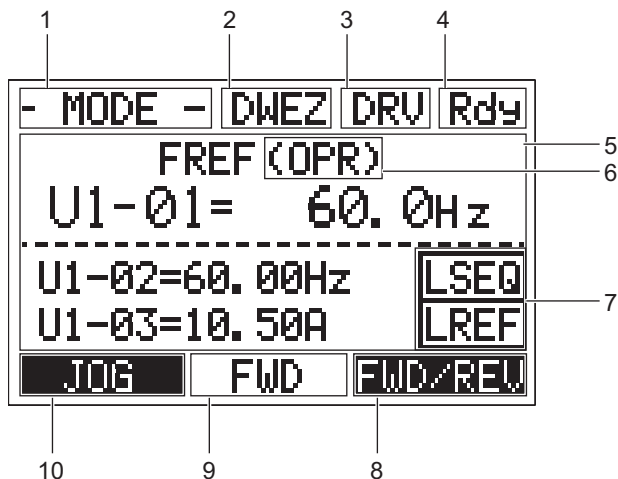 1 2 3 4
- MODE - DWEZ DRV Rdy
5
FREF (OPR)
6
U1-01= 60.0Hz
U1-02=60.00Hz LSEQ
7
U1-03=10.50A LREF
JOG FWD FWD/REV
10 9 8